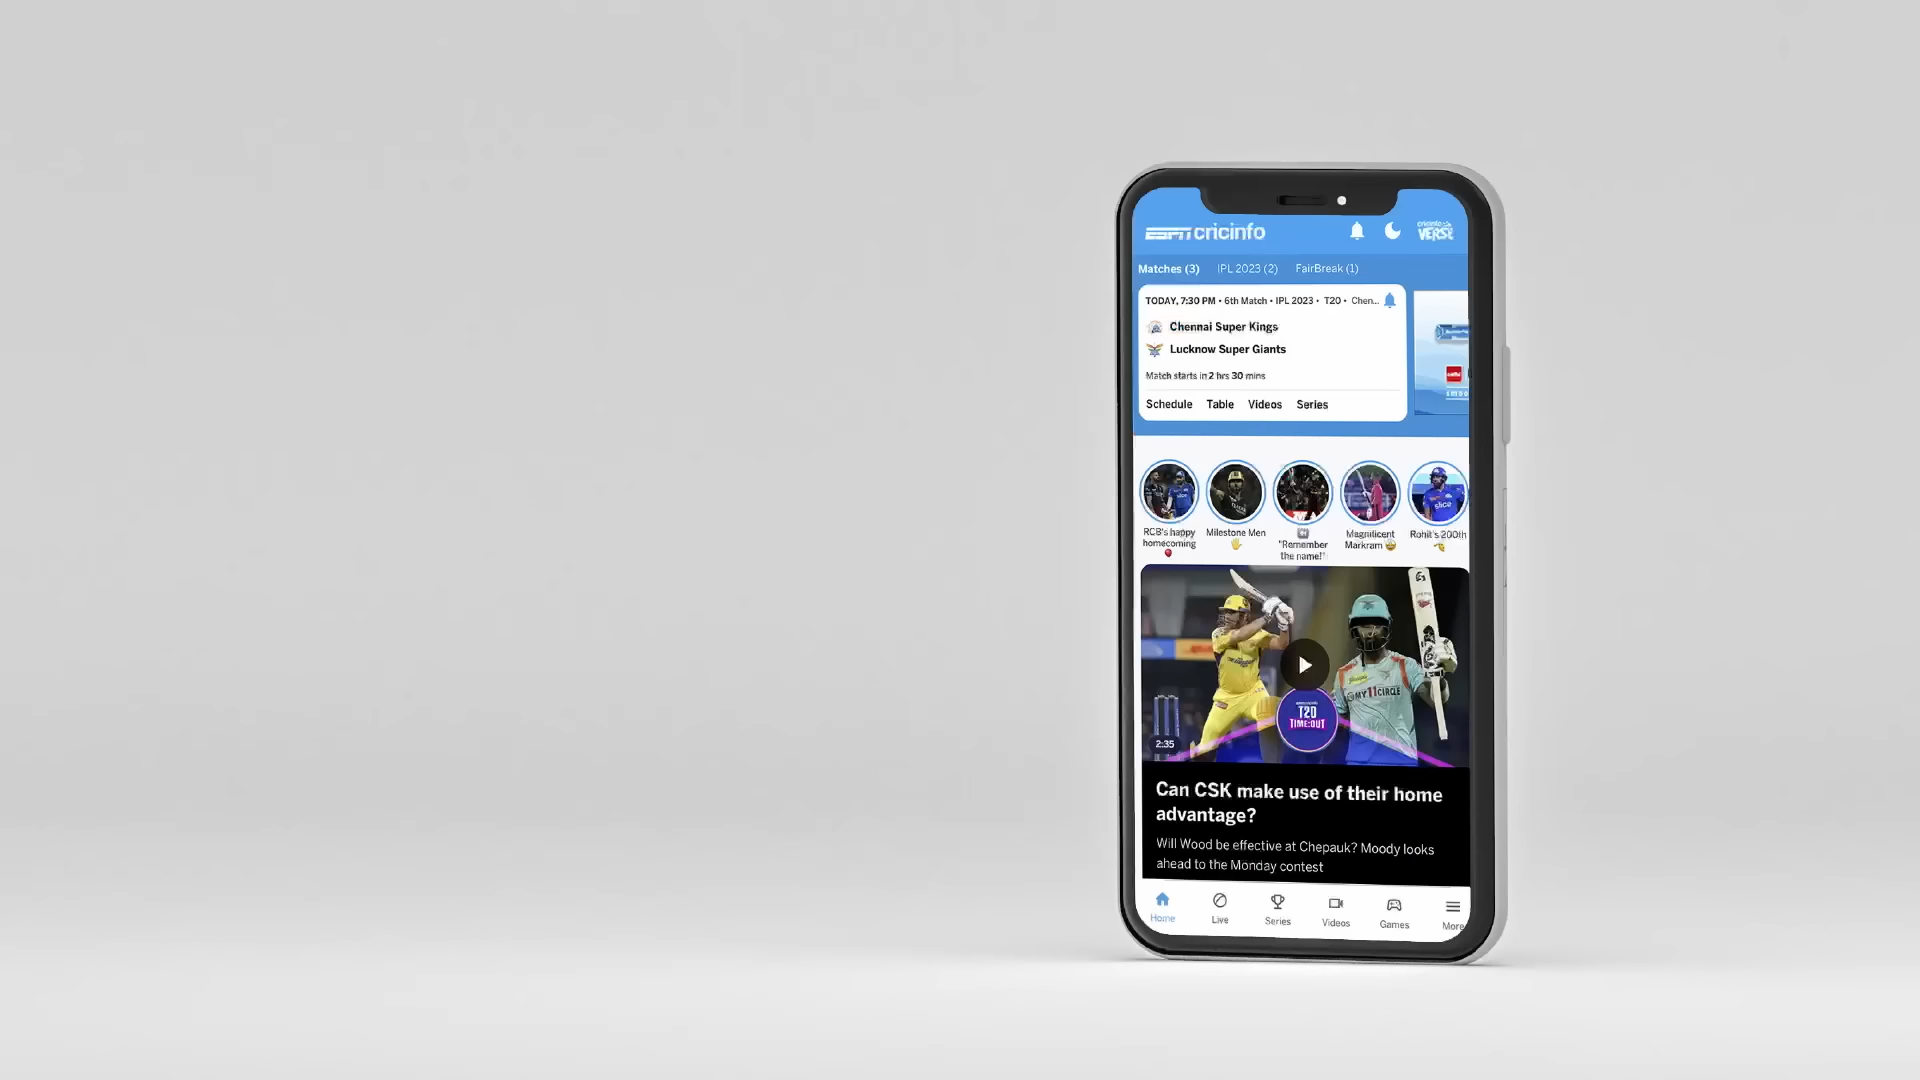 ESPN cricinfo
cricinfo
VERSE
Matches (3) IPL 2023 (2) FairBreak (1)
TODAY, 7:30 PM • 6th Match • IPL 2023 • T20 • Chen...
Chennai Super Kings
Lucknow Super Giants
Match starts in 2 hrs 30 mins
Schedule Table Videos Series
slice
RCB's happy
homecoming
Milestone Men
"Remember
the name!"
Magnificent
Markram
Rohit's 200th
MY11CIRCLE
T20
TIME:OUT
2:35
Can CSK make use of their home
advantage?
Will Wood be effective at Chepauk? Moody looks
ahead to the Monday contest
Home Live Series Videos Games More